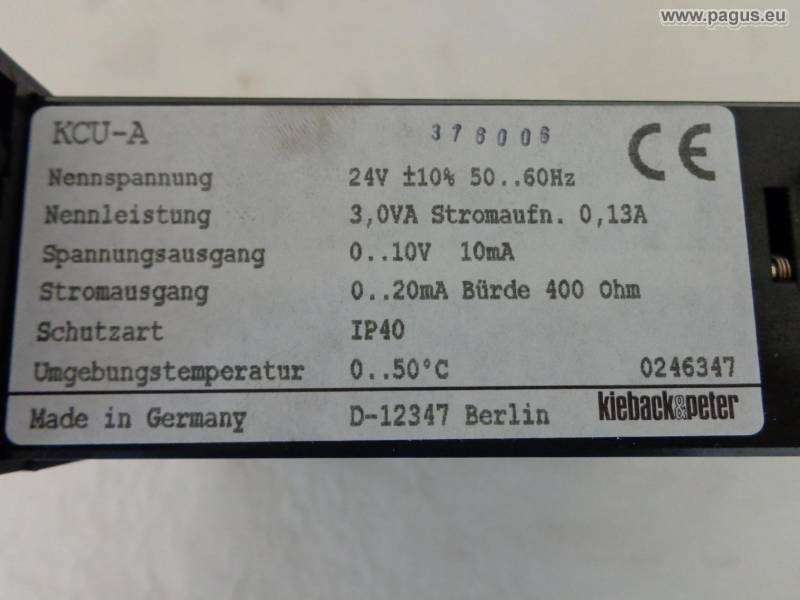 www.pagus.eu
KCU-A 376006 CE
Nennspannung 24V ±10% 50..60Hz
Nennleistung 3,0VA Stromaufn. 0,13A
Spannungsausgang 0..10V 10mA
Stromausgang 0..20mA Bürde 400 Ohm
Schutzart IP40
Umgebungstemperatur 0..50°C 0246347
Made in Germany D-12347 Berlin kieback&peter